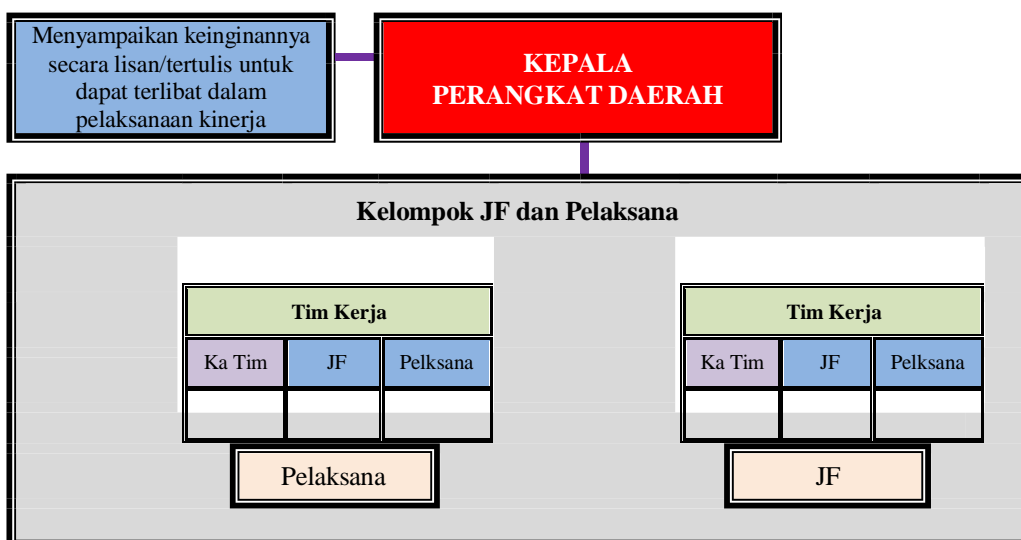 Menyampaikan keinginannya
secara lisan/tertulis untuk
dapat terlibat dalam
pelaksanaan kinerja
KEPALA
PERANGKAT DAERAH
Kelompok JF dan Pelaksana
Tim Kerja
Ka Tim JF Pelksana
Pelaksana
Tim Kerja
Ka Tim JF Pelksana
JF